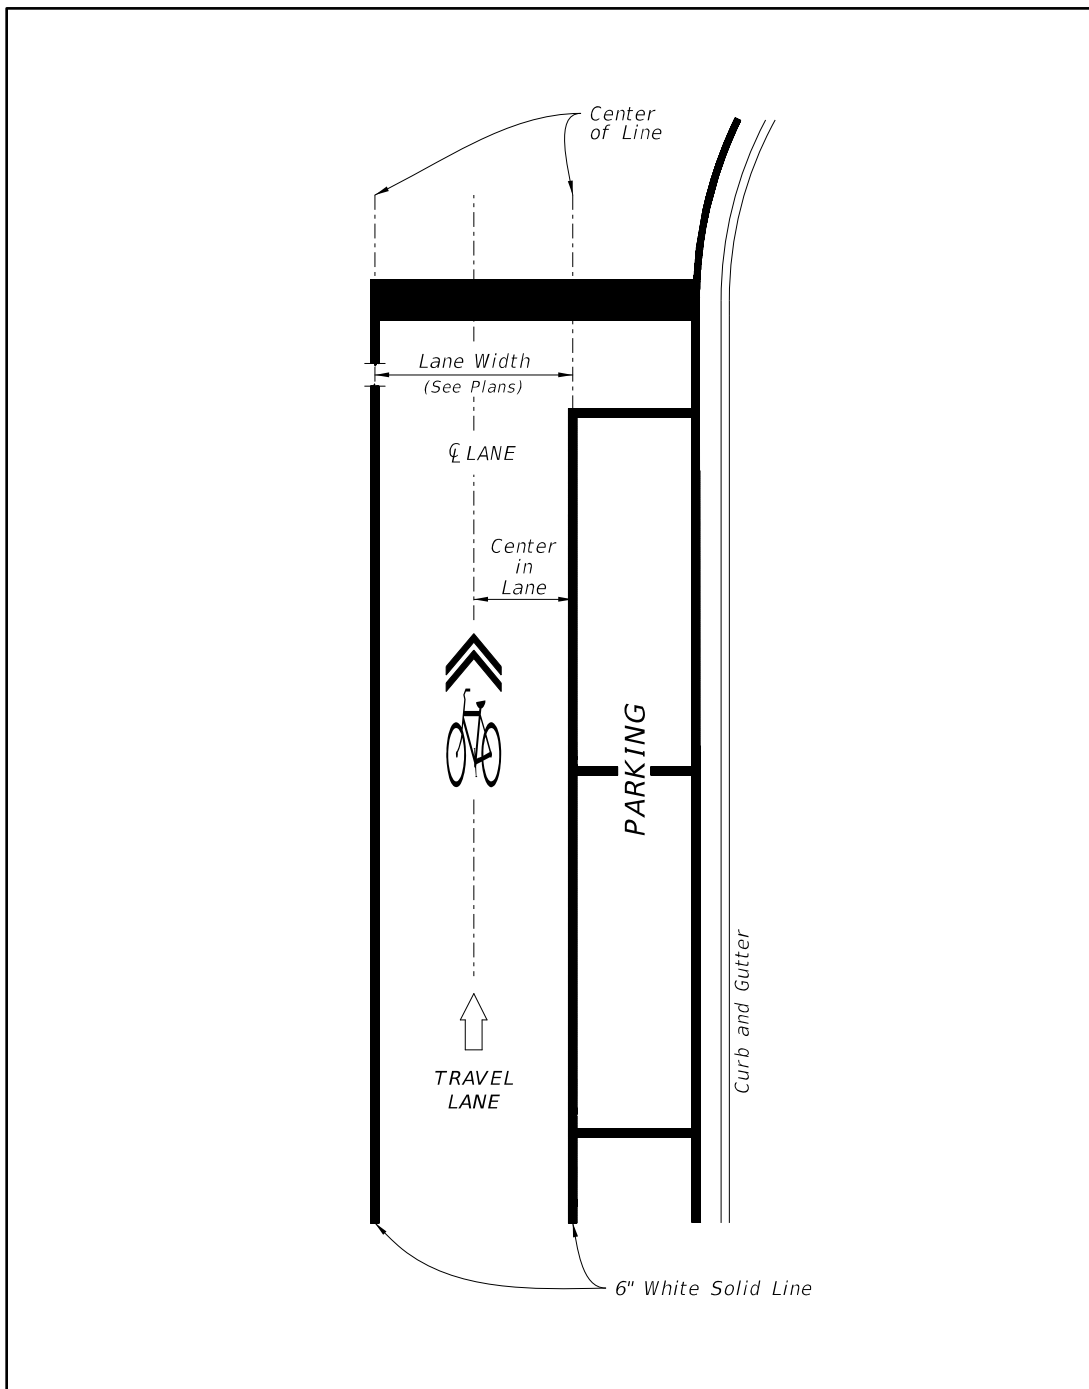 Center
of Line
Lane Width
(See Plans)
℄ LANE
Center
in
Lane
PARKING
Curb and Gutter
TRAVEL
LANE
6" White Solid Line